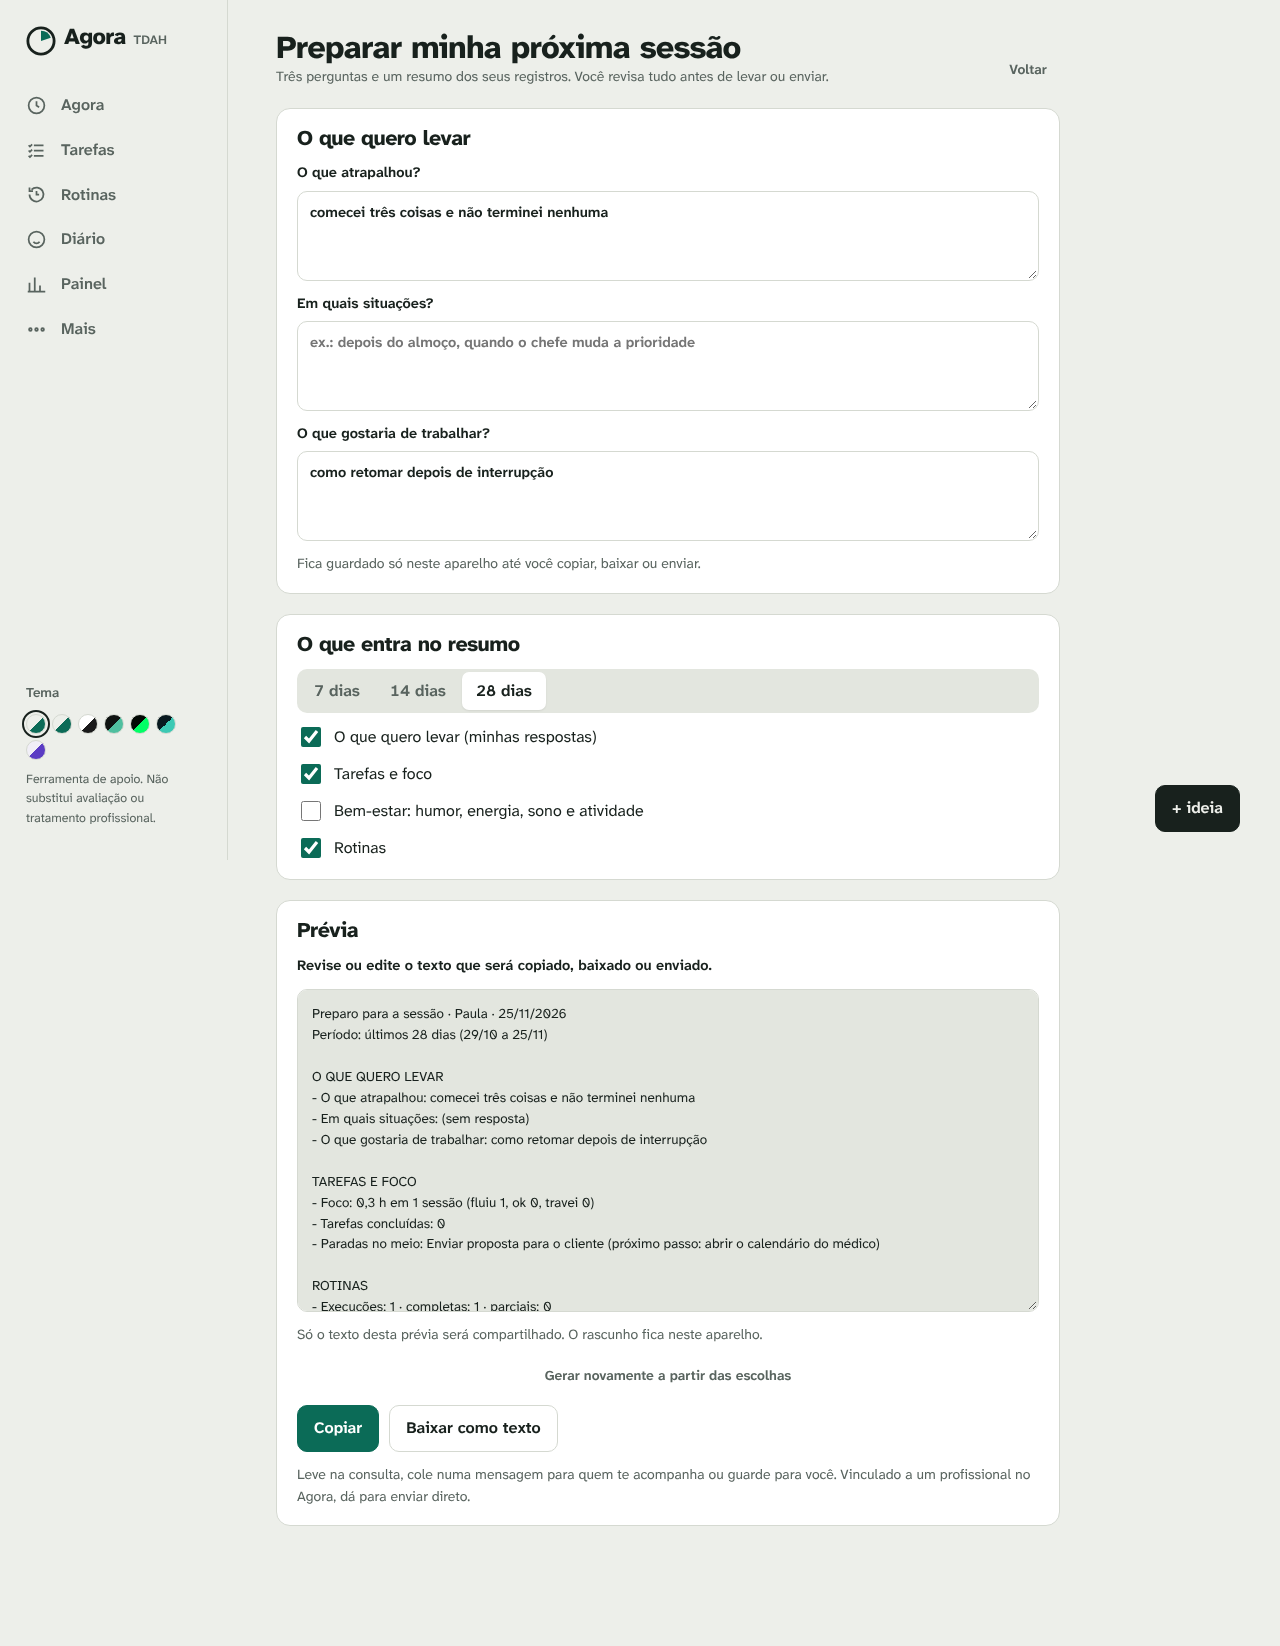 Agora TDAH
Agora
Tarefas
Rotinas
Diário
Painel
Mais
Tema
Ferramenta de apoio. Não
substitui avaliação ou
tratamento profissional.
Preparar minha próxima sessão
Três perguntas e um resumo dos seus registros. Você revisa tudo antes de levar ou enviar.
Voltar
O que quero levar
O que atrapalhou?
comecei três coisas e não terminei nenhuma
Em quais situações?
ex.: depois do almoço, quando o chefe muda a prioridade
O que gostaria de trabalhar?
como retomar depois de interrupção
Fica guardado só neste aparelho até você copiar, baixar ou enviar.
O que entra no resumo
7 dias 14 dias 28 dias
O que quero levar (minhas respostas)
Tarefas e foco
Bem-estar: humor, energia, sono e atividade
Rotinas
+ ideia
Prévia
Revise ou edite o texto que será copiado, baixado ou enviado.
Preparo para a sessão · Paula · 25/11/2026
Período: últimos 28 dias (29/10 a 25/11)
O QUE QUERO LEVAR
- O que atrapalhou: comecei três coisas e não terminei nenhuma
- Em quais situações: (sem resposta)
- O que gostaria de trabalhar: como retomar depois de interrupção
TAREFAS E FOCO
- Foco: 0,3 h em 1 sessão (fluiu 1, ok 0, travei 0)
- Tarefas concluídas: 0
- Paradas no meio: Enviar proposta para o cliente (próximo passo: abrir o calendário do médico)
ROTINAS
- Execuções: 1 · completas: 1 · parciais: 0
Só o texto desta prévia será compartilhado. O rascunho fica neste aparelho.
Gerar novamente a partir das escolhas
Copiar
Baixar como texto
Leve na consulta, cole numa mensagem para quem te acompanha ou guarde para você. Vinculado a um profissional no
Agora, dá para enviar direto.